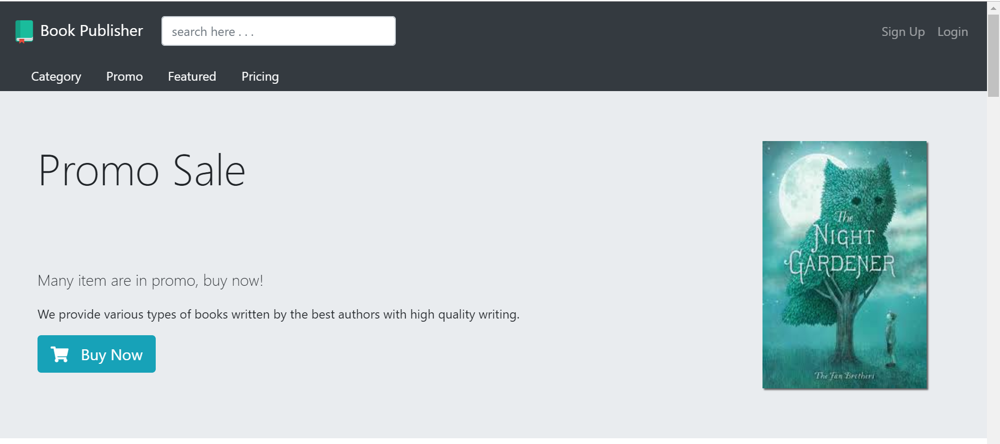 Book Publisher
search here . . .
Sign Up Login
Category Promo Featured Pricing
Promo Sale
Many item are in promo, buy now!
We provide various types of books written by the best authors with high quality writing.
Buy Now
The
NIGHT
GARDENER
The Fan Brothers